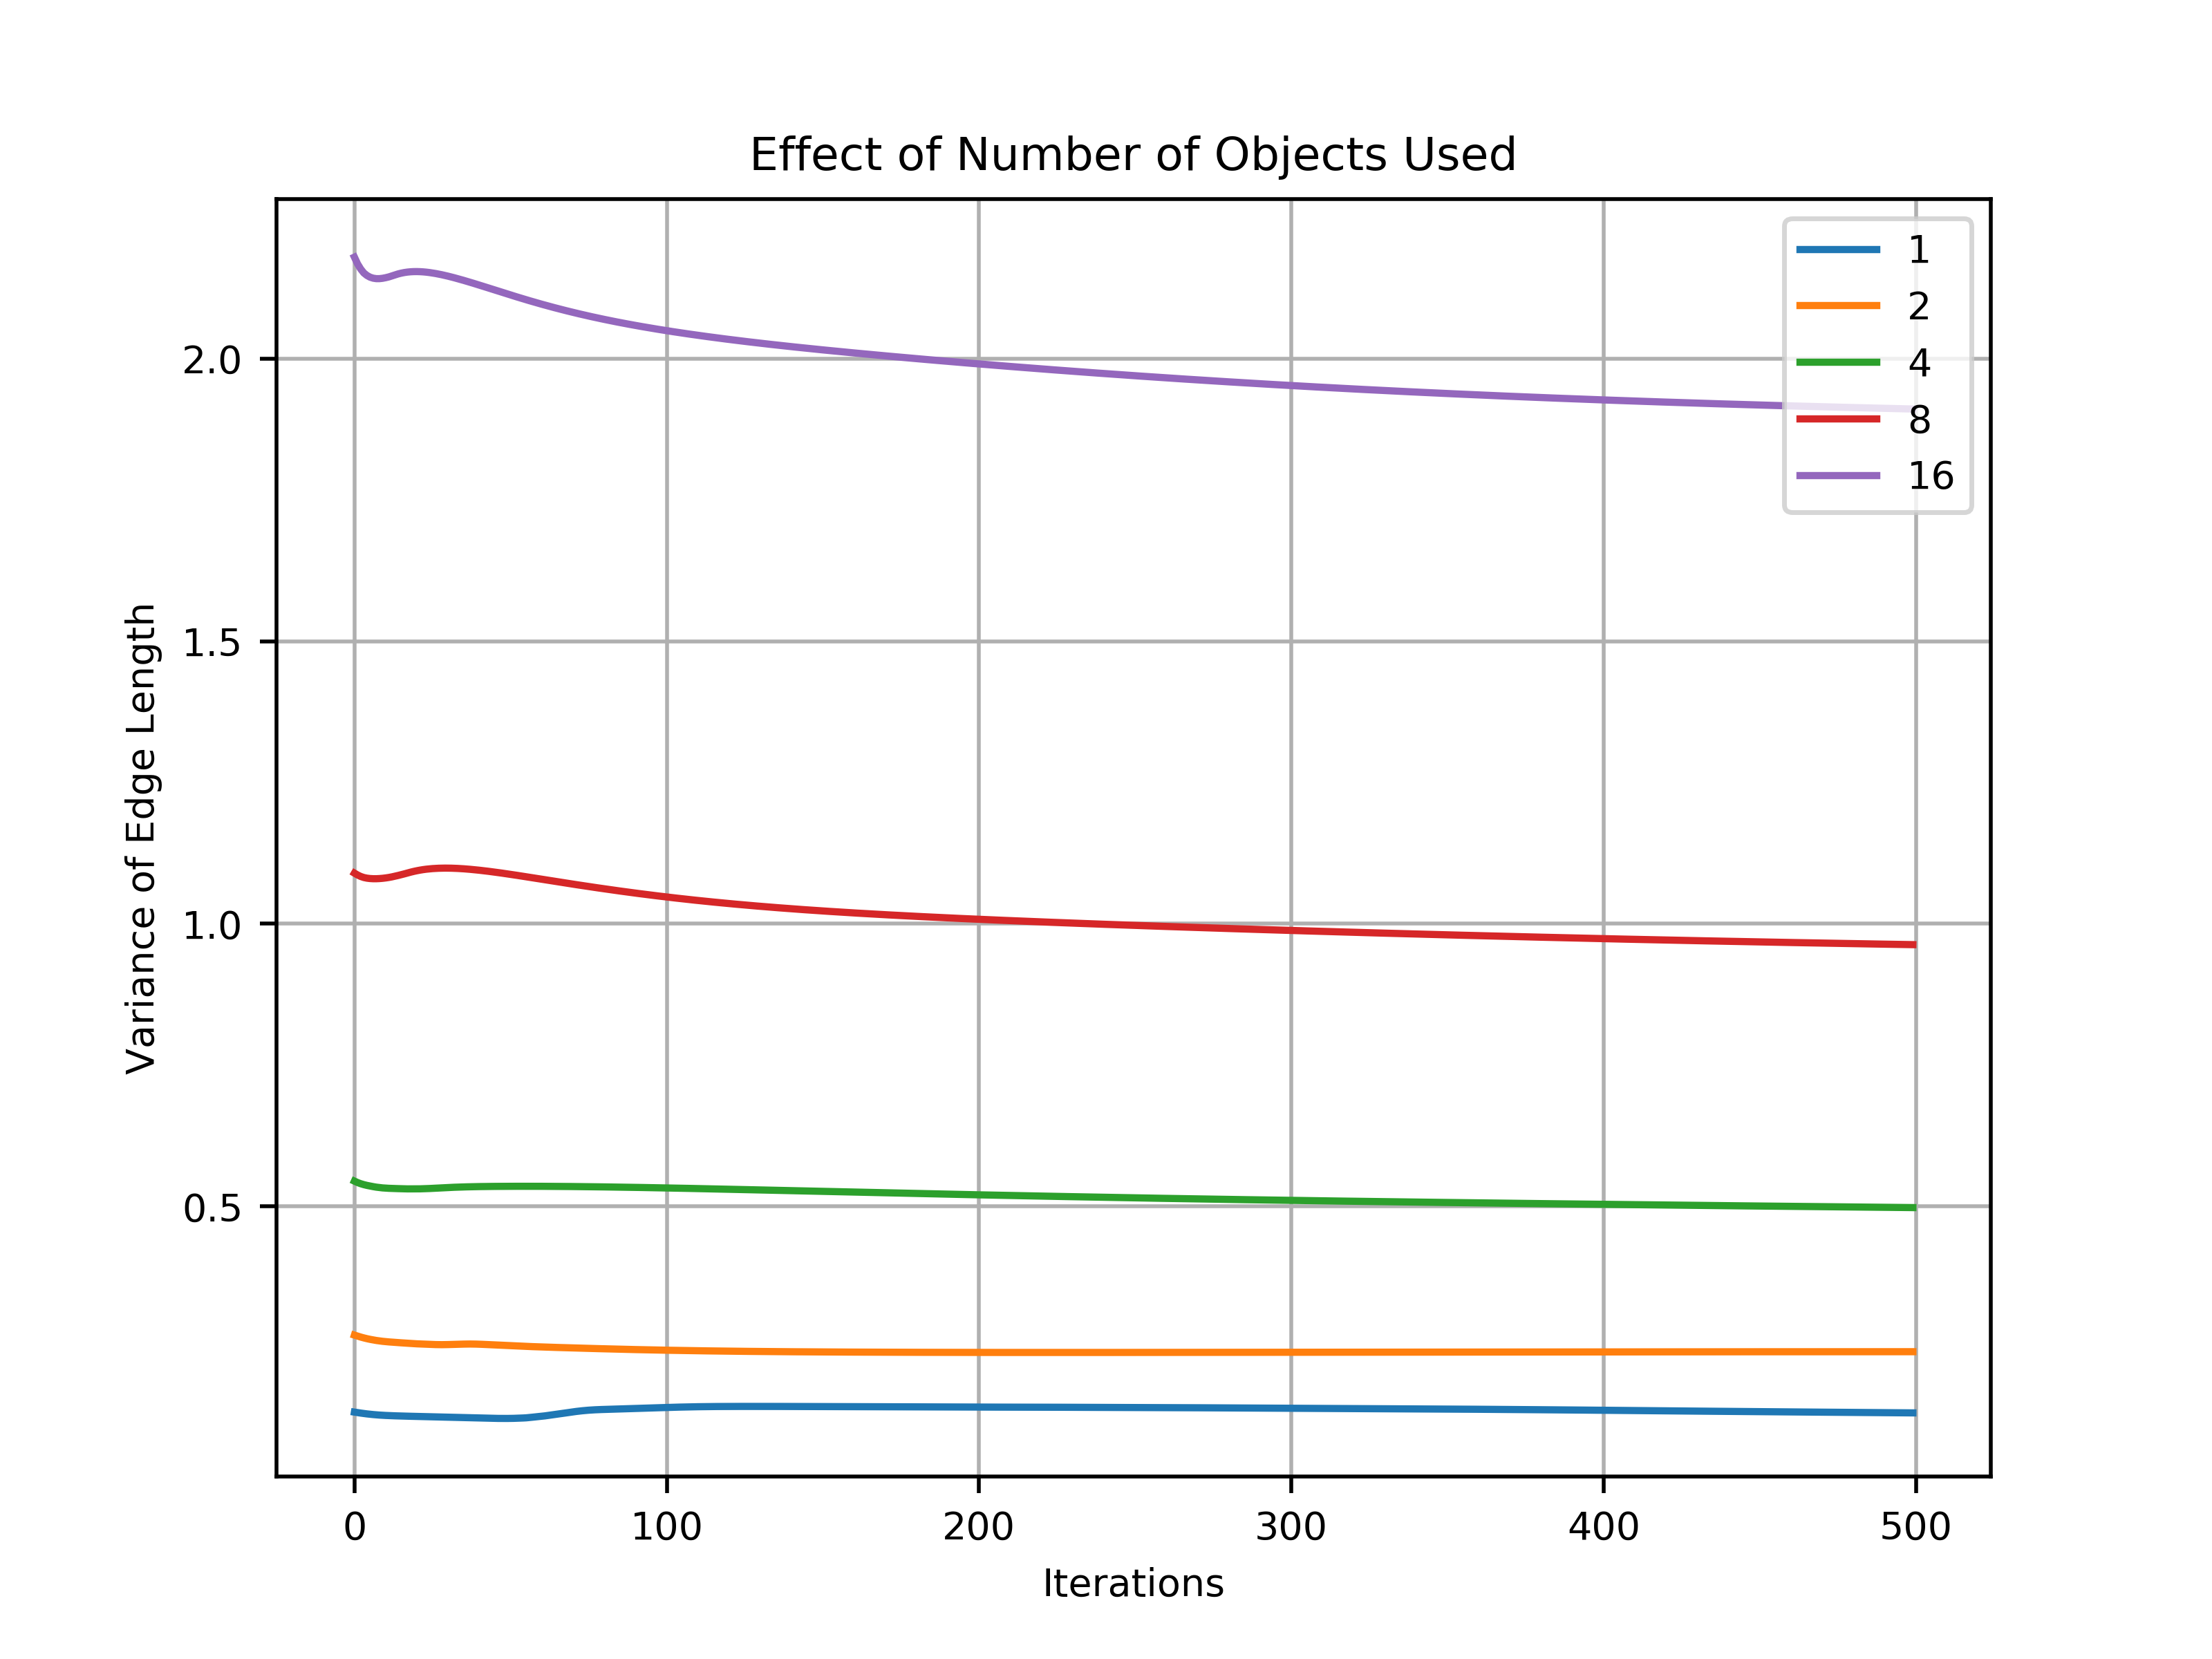 Effect of Number of Objects Used
1
2
4
8
16
2.0
1.5
1.0
0.5
Variance of Edge Length
0 100 200 300 400 500
Iterations